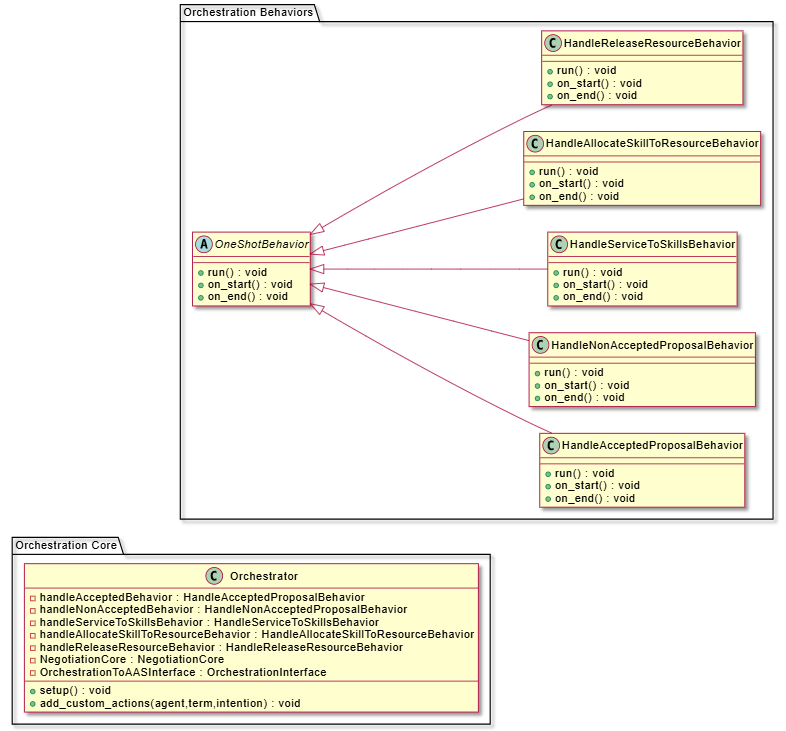 Orchestration Behaviors
C HandleReleaseResourceBehavior
run() : void
on_start() : void
on_end() : void
C HandleAllocateSkillToResourceBehavior
run() : void
on_start() : void
on_end() : void
A OneShotBehavior
run() : void
on_start() : void
on_end() : void
C HandleServiceToSkillsBehavior
run() : void
on_start() : void
on_end() : void
C HandleNonAcceptedProposalBehavior
run() : void
on_start() : void
on_end() : void
C HandleAcceptedProposalBehavior
run() : void
on_start() : void
on_end() : void
Orchestration Core
C Orchestrator
handleAcceptedBehavior : HandleAcceptedProposalBehavior
handleNonAcceptedBehavior : HandleNonAcceptedProposalBehavior
handleServiceToSkillsBehavior : HandleServiceToSkillsBehavior
handleAllocateSkillToResourceBehavior : HandleAllocateSkillToResourceBehavior
handleReleaseResourceBehavior : HandleReleaseResourceBehavior
NegotiationCore : NegotiationCore
OrchestrationToAASInterface : OrchestrationInterface
setup() : void
add_custom_actions(agent,term,intention) : void